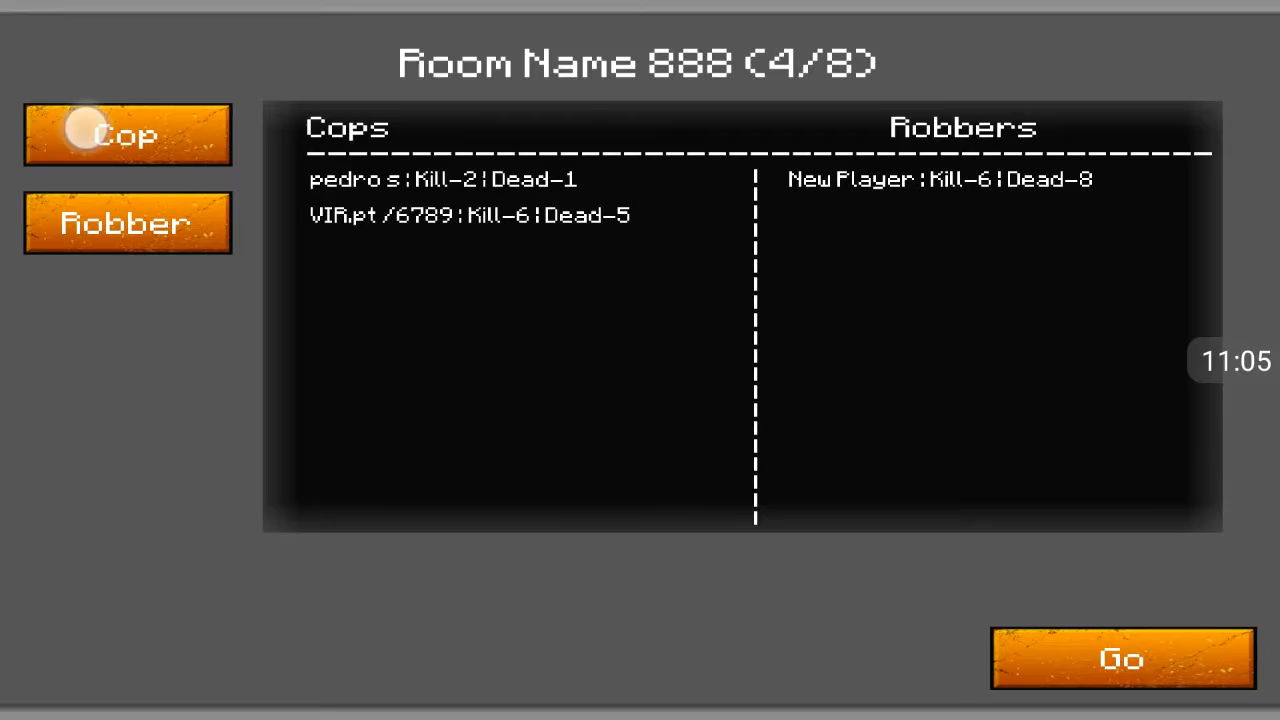 Room Name 888 (4/8)
Cop
Robber
Cops
Robbers
pedro s¦Kill-2¦Dead-1
New Player¦Kill-6¦Dead-8
VIR.pt /6789¦Kill-6¦Dead-5
11:05
Go